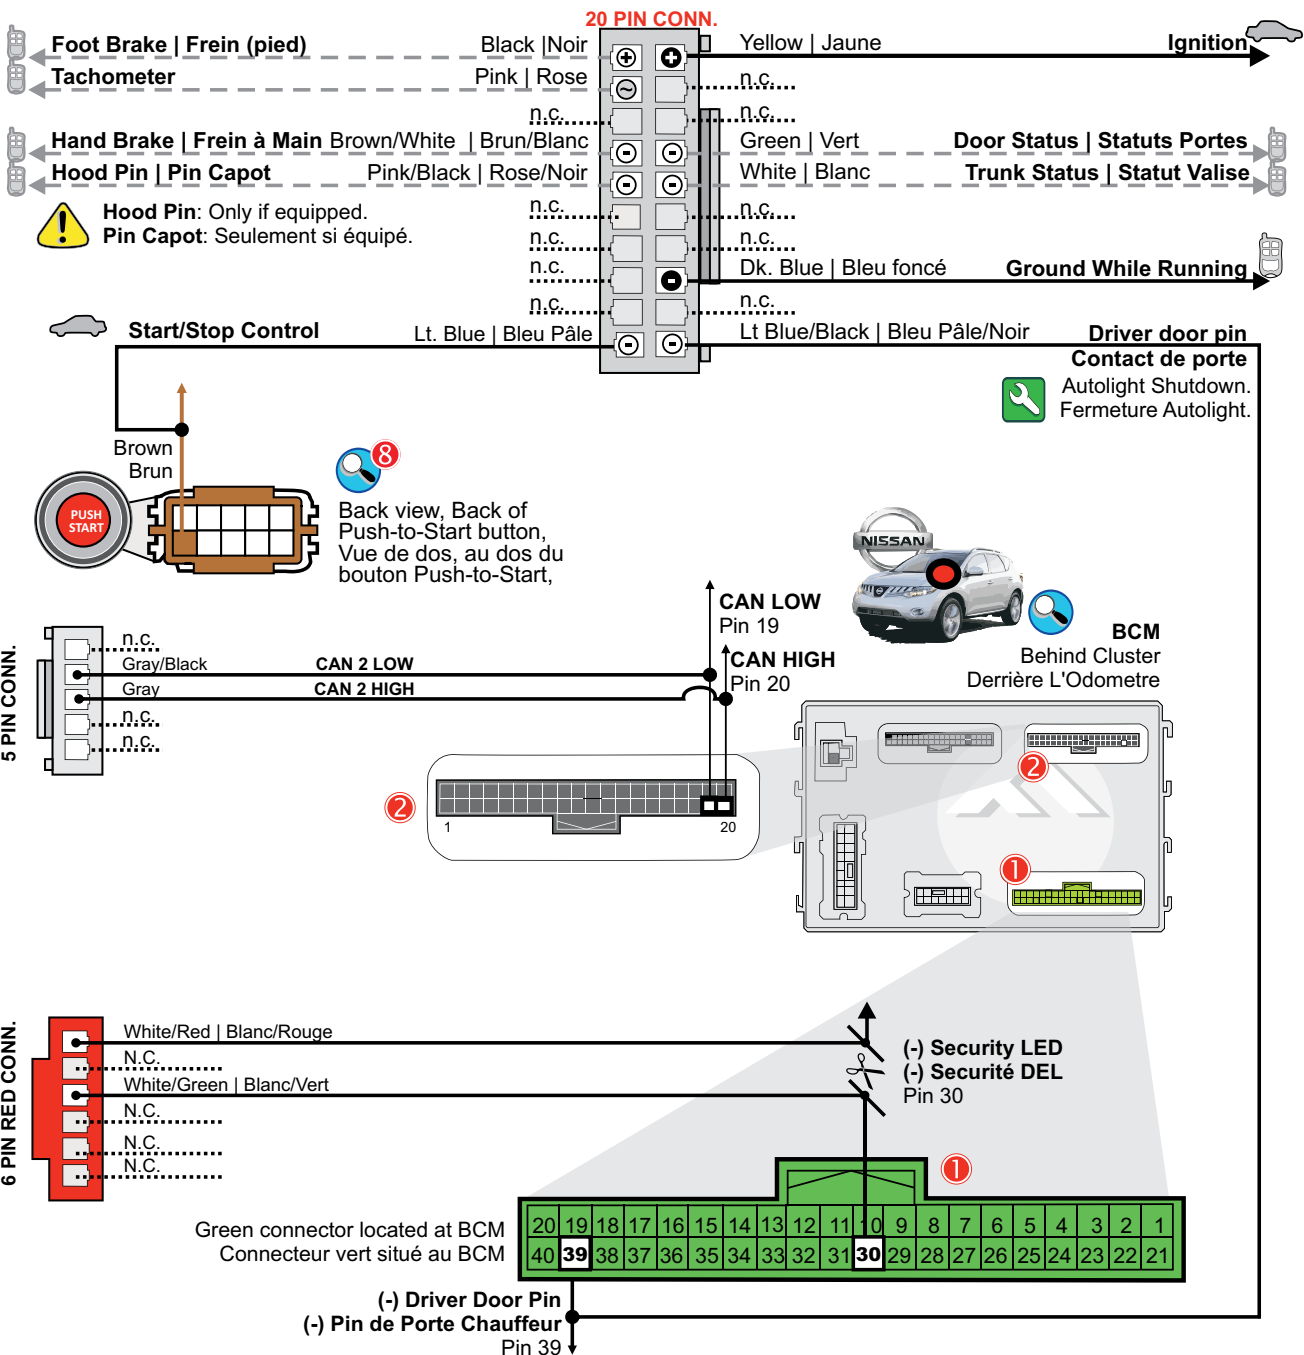 20 PIN CONN.
Foot Brake | Frein (pied) Black |Noir
Yellow | Jaune Ignition
Tachometer Pink | Rose
n.c.
n.c.
n.c.
Hand Brake | Frein à Main Brown/White | Brun/Blanc
Green | Vert Door Status | Statuts Portes
Hood Pin | Pin Capot Pink/Black | Rose/Noir
White | Blanc Trunk Status | Statut Valise
Hood Pin: Only if equipped.
Pin Capot: Seulement si équipé.
n.c.
n.c.
n.c.
n.c.
n.c.
Dk. Blue | Bleu foncé Ground While Running
n.c.
n.c.
Start/Stop Control Lt. Blue | Bleu Pâle
Lt Blue/Black | Bleu Pâle/Noir Driver door pin
Contact de porte
Autolight Shutdown.
Fermeture Autolight.
Brown
Brun
PUSH
START
8
Back view, Back of
Push-to-Start button,
Vue de dos, au dos du
bouton Push-to-Start,
NISSAN
CAN LOW
Pin 19
CAN HIGH
Pin 20
BCM
Behind Cluster
Derrière L'Odometre
5 PIN CONN.
n.c.
Gray/Black CAN 2 LOW
Gray CAN 2 HIGH
n.c.
n.c.
2
1 20
2
1
6 PIN RED CONN.
White/Red | Blanc/Rouge
N.C.
White/Green | Blanc/Vert
N.C.
N.C.
N.C.
(-) Security LED
(-) Securité DEL
Pin 30
1
Green connector located at BCM
Connecteur vert situé au BCM
20 19 18 17 16 15 14 13 12 11 10 9 8 7 6 5 4 3 2 1
40 39 38 37 36 35 34 33 32 31 30 29 28 27 26 25 24 23 22 21
(-) Driver Door Pin
(-) Pin de Porte Chauffeur
Pin 39